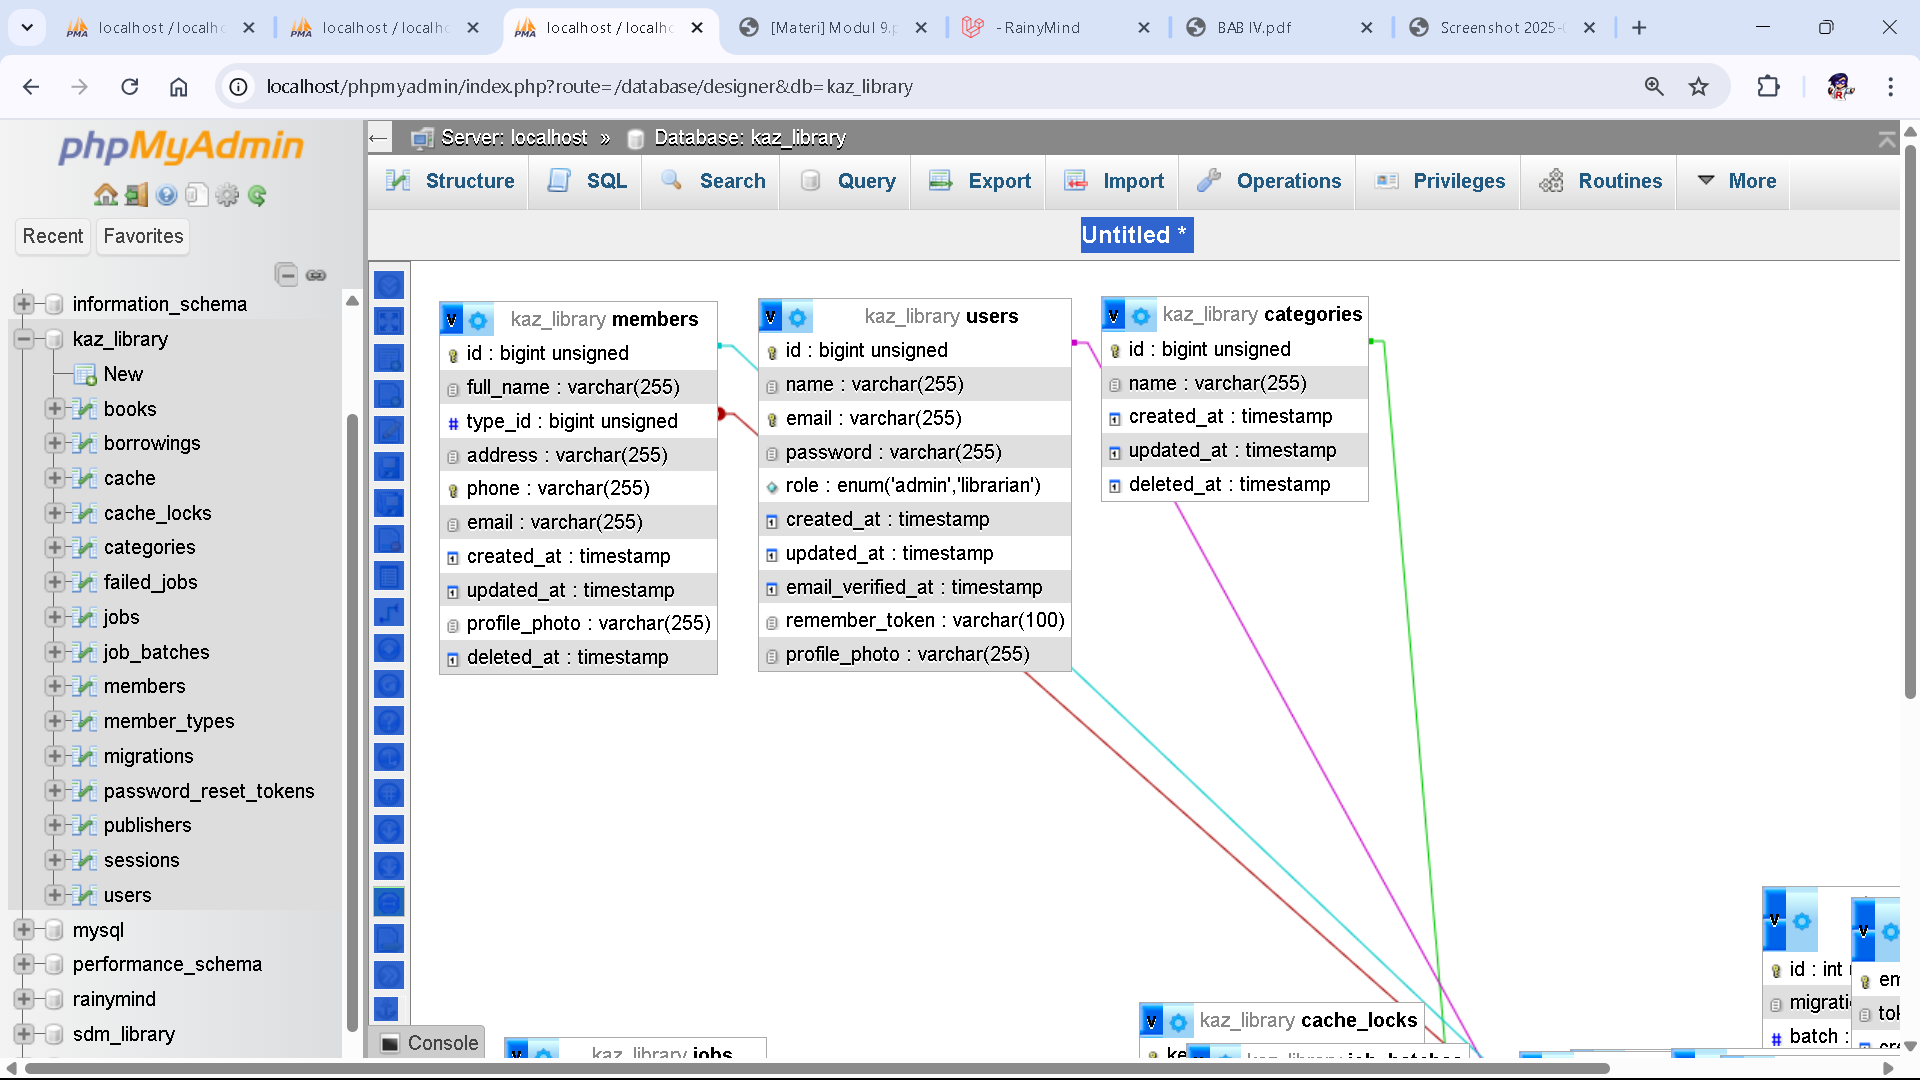 localhost / localh
localhost / localh
localhost / localh
[Materi] Modul 9.p
- RainyMind
BAB IV.pdf
Screenshot 2025-
localhost/phpmyadmin/index.php?route=/database/designer&db=kaz_library
phpMyAdmin
Recent
Favorites
information_schema
kaz_library
New
books
borrowings
cache
cache_locks
categories
failed_jobs
jobs
job_batches
members
member_types
migrations
password_reset_tokens
publishers
sessions
users
mysql
performance_schema
rainymind
sdm_library
Server: localhost » Database: kaz_library
Structure
SQL
Search
Query
Export
Import
Operations
Privileges
Routines
More
Untitled *
v kaz_library members
id : bigint unsigned
full_name : varchar(255)
# type_id : bigint unsigned
address : varchar(255)
phone : varchar(255)
email : varchar(255)
created_at : timestamp
updated_at : timestamp
profile_photo : varchar(255)
deleted_at : timestamp
v kaz_library users
id : bigint unsigned
name : varchar(255)
email : varchar(255)
password : varchar(255)
role : enum('admin','librarian')
created_at : timestamp
updated_at : timestamp
email_verified_at : timestamp
remember_token : varchar(100)
profile_photo : varchar(255)
v kaz_library categories
id : bigint unsigned
name : varchar(255)
created_at : timestamp
updated_at : timestamp
deleted_at : timestamp
v
id : int
migrati
# batch :
v
em
tok
cre
v kaz_library cache_locks
ke
v kaz_library job_batches
v kaz_library jobs
Console